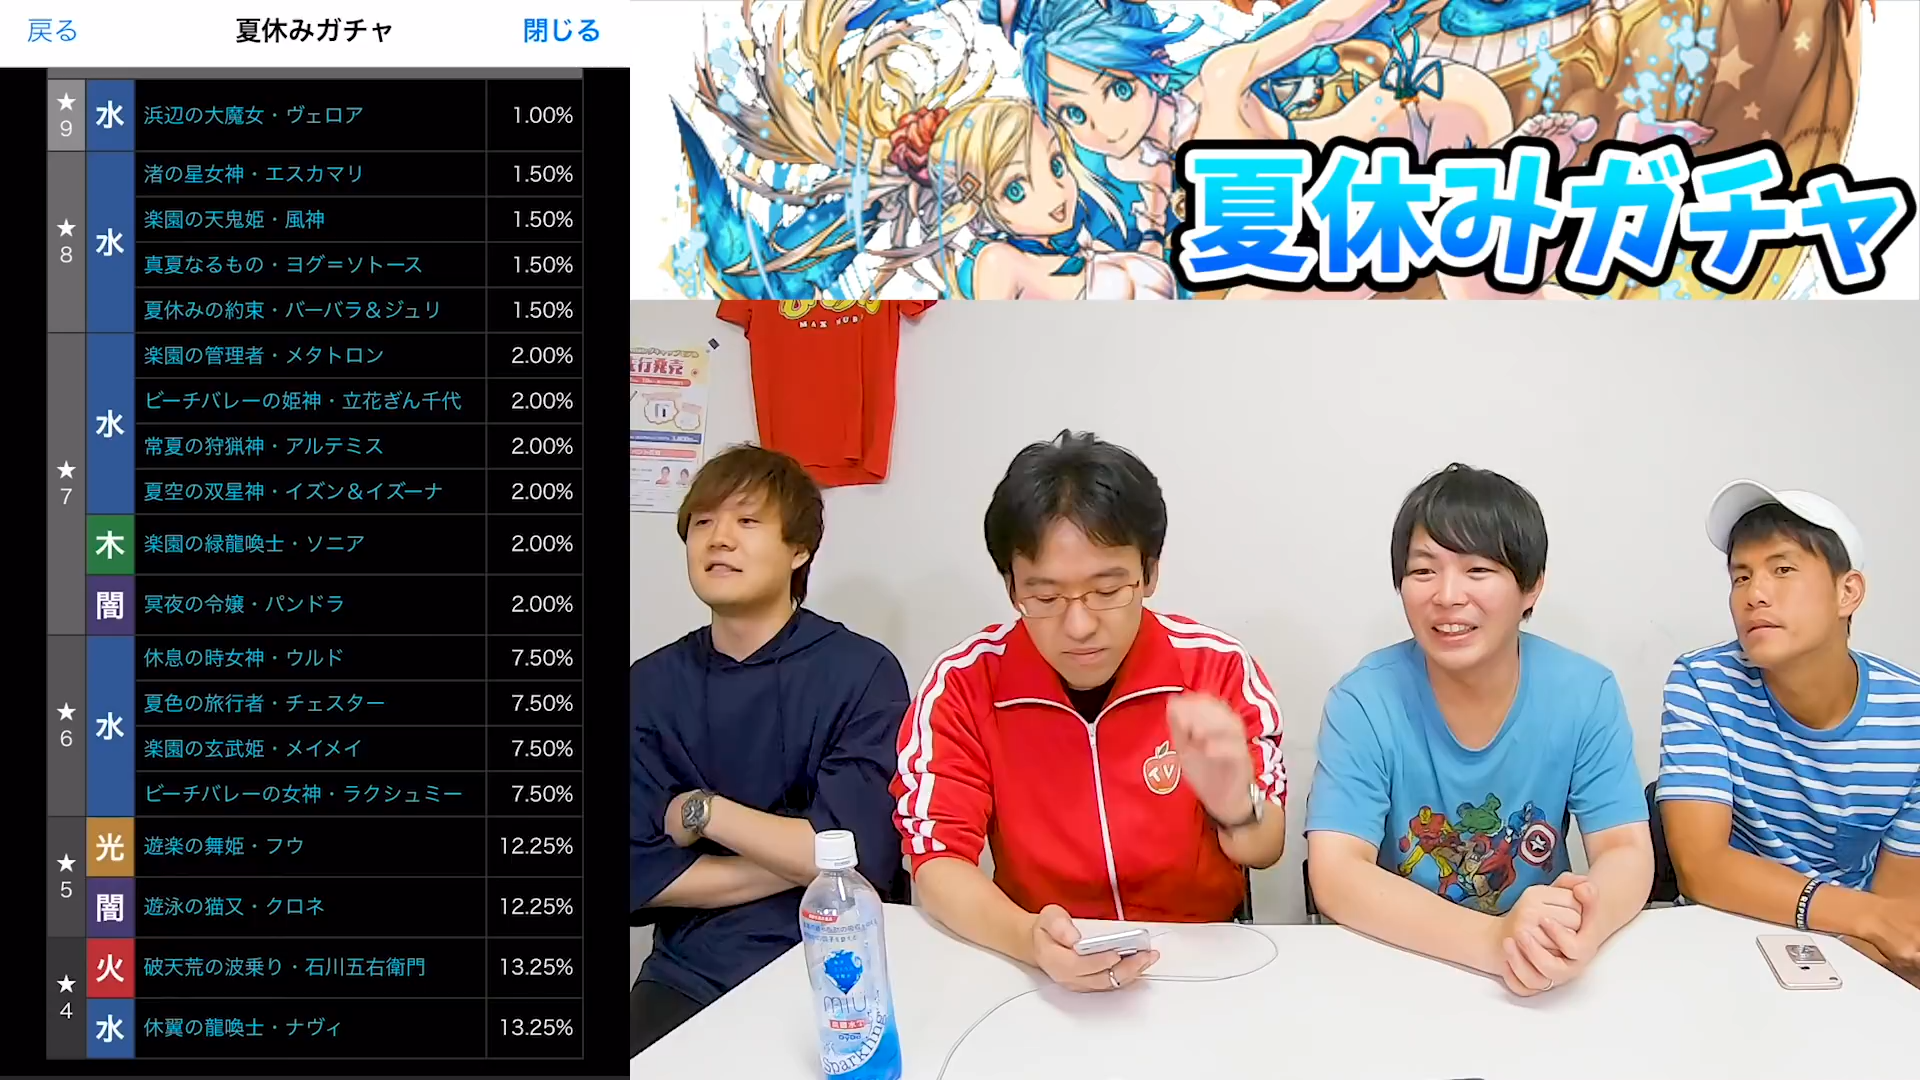 戻る
夏休みガチャ
閉じる
★9
水
浜辺の大魔女・ヴェロア
1.00%
★8
水
渚の星女神・エスカマリ
1.50%
楽園の天鬼姫・風神
1.50%
真夏なるもの・ヨグ＝ソトース
1.50%
夏休みの約束・バーバラ＆ジュリ
1.50%
★7
水
楽園の管理者・メタトロン
2.00%
ビーチバレーの姫神・立花ぎん千代
2.00%
常夏の狩猟神・アルテミス
2.00%
夏空の双星神・イズン＆イズーナ
2.00%
木
楽園の緑龍喚士・ソニア
2.00%
闇
冥夜の令嬢・パンドラ
2.00%
★6
水
休息の時女神・ウルド
7.50%
夏色の旅行者・チェスター
7.50%
楽園の玄武姫・メイメイ
7.50%
ビーチバレーの女神・ラクシュミー
7.50%
★5
光
遊楽の舞姫・フウ
12.25%
闇
遊泳の猫又・クロネ
12.25%
★4
火
破天荒の波乗り・石川五右衛門
13.25%
水
休翼の龍喚士・ナヴィ
13.25%
夏休みガチャ
行発売
TV
MIU
Sparkling